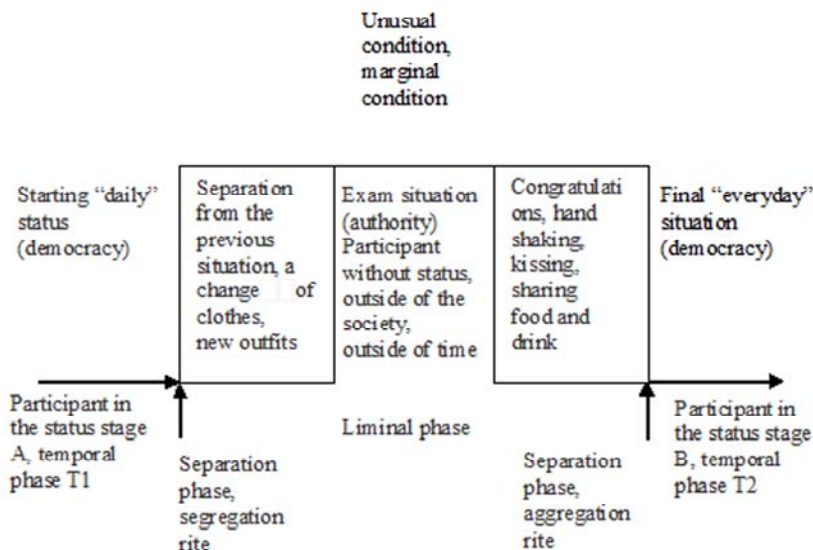 Unusual
condition,
marginal
condition
Starting “daily”
status
(democracy)
Separation
from the
previous
situation, a
change of
clothes,
new outfits
Exam situation
(authority)
Participant
without status,
outside of the
society,
outside of time
Congratulati
ons, hand
shaking,
kissing,
sharing
food and
drink
Final “everyday”
situation
(democracy)
Participant in
the status stage
A, temporal
phase T1
Separation
phase,
segregation
rite
Liminal phase
Separation
phase,
aggregation
rite
Participant in
the status stage
B, temporal
phase T2